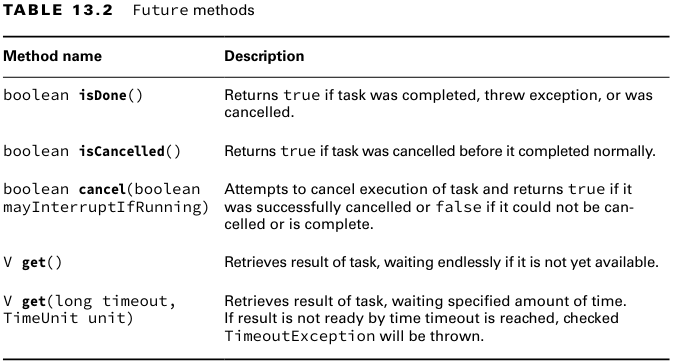 TABLE 13.2 Future methods
Method name Description
boolean isDone() Returns true if task was completed, threw exception, or was
cancelled.
boolean isCancelled() Returns true if task was cancelled before it completed normally.
boolean cancel(boolean Attempts to cancel execution of task and returns true if it
mayInterruptIfRunning) was successfully cancelled or false if it could not be can-
celled or is complete.
V get() Retrieves result of task, waiting endlessly if it is not yet available.
V get(long timeout, Retrieves result of task, waiting specified amount of time.
TimeUnit unit) If result is not ready by time timeout is reached, checked
TimeoutException will be thrown.